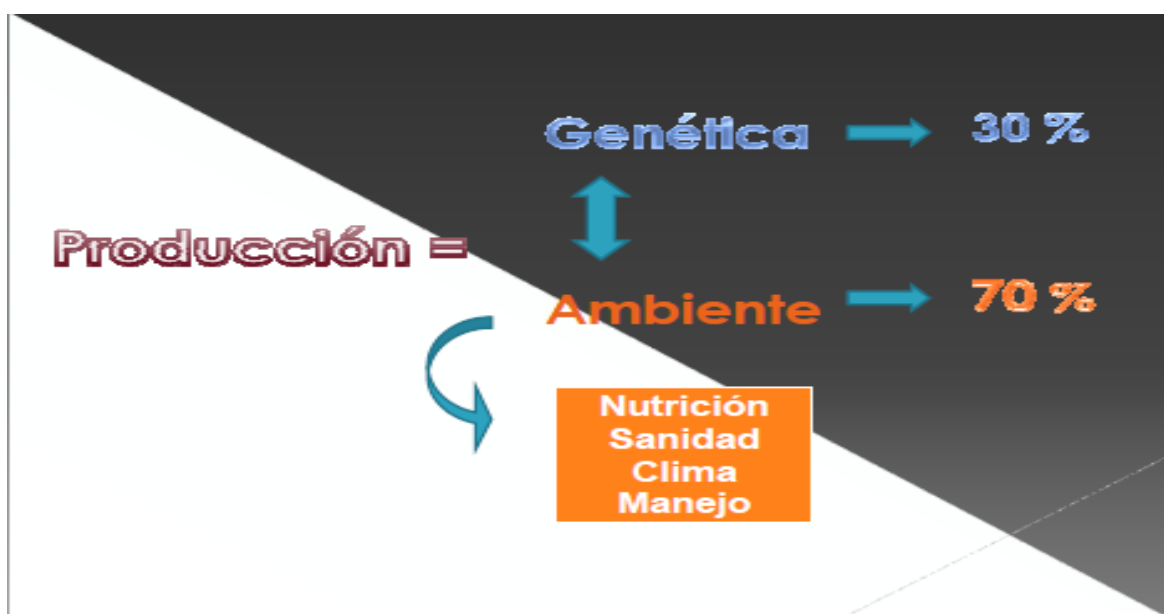 Genética 30 %
Producción =
Ambiente 70 %
Nutrición
Sanidad
Clima
Manejo